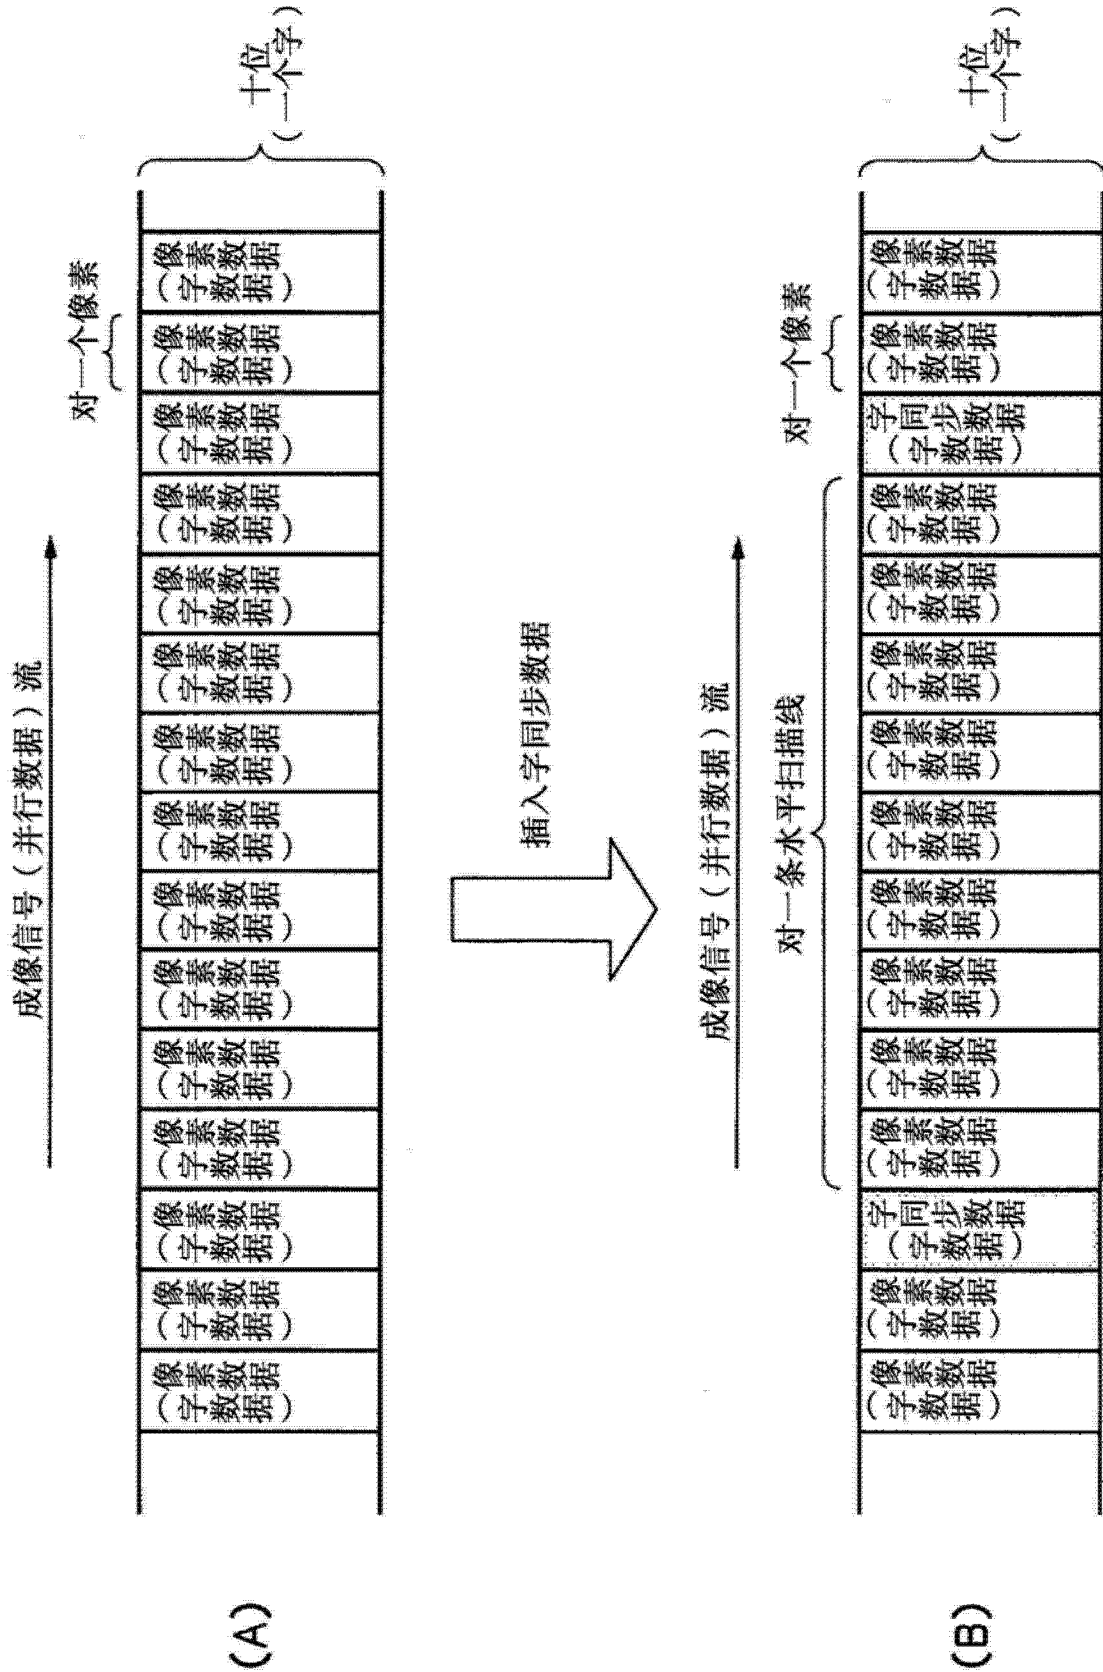 成像信号（并行数据）流
对一个像素
(A)
像素数据
（字数据）
像素数据
（字数据）
像素数据
（字数据）
像素数据
（字数据）
像素数据
（字数据）
像素数据
（字数据）
像素数据
（字数据）
像素数据
（字数据）
像素数据
（字数据）
像素数据
（字数据）
像素数据
（字数据）
像素数据
（字数据）
像素数据
（字数据）
像素数据
（字数据）
像素数据
（字数据）
十位
（一个字）
插入字同步数据
成像信号（并行数据）流
对一条水平扫描线
对一个像素
(B)
像素数据
（字数据）
像素数据
（字数据）
字同步数据
（字数据）
像素数据
（字数据）
像素数据
（字数据）
像素数据
（字数据）
像素数据
（字数据）
像素数据
（字数据）
像素数据
（字数据）
像素数据
（字数据）
像素数据
（字数据）
像素数据
（字数据）
字同步数据
（字数据）
像素数据
（字数据）
像素数据
（字数据）
十位
（一个字）